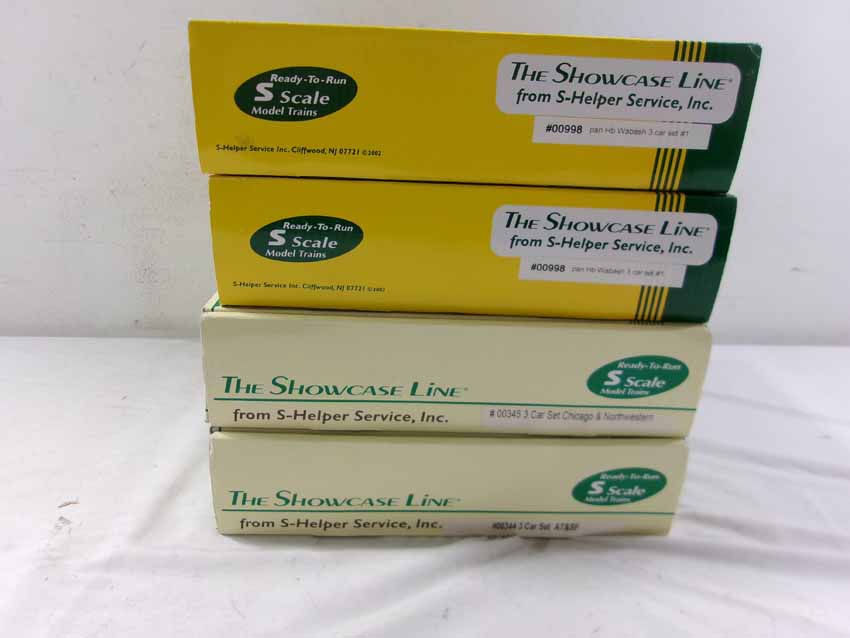 Ready-To-Run
S Scale
Model Trains
S-Helper Service Inc. Cliffwood, NJ 07721 ©2002
THE SHOWCASE LINE®
from S-Helper Service, Inc.
#00998 pan Hb Wabash 3 car set #1
Ready-To-Run
S Scale
Model Trains
S-Helper Service Inc. Cliffwood, NJ 07721 ©2002
THE SHOWCASE LINE®
from S-Helper Service, Inc.
#00998 pan Hb Wabash 3 car set #1
THE SHOWCASE LINE®
from S-Helper Service, Inc.
Ready-To-Run
S Scale
Model Trains
# 00345 3 Car Set Chicago & Northwestern
THE SHOWCASE LINE®
from S-Helper Service, Inc.
Ready-To-Run
S Scale
Model Trains
#00344 3 Car Set AT&SF